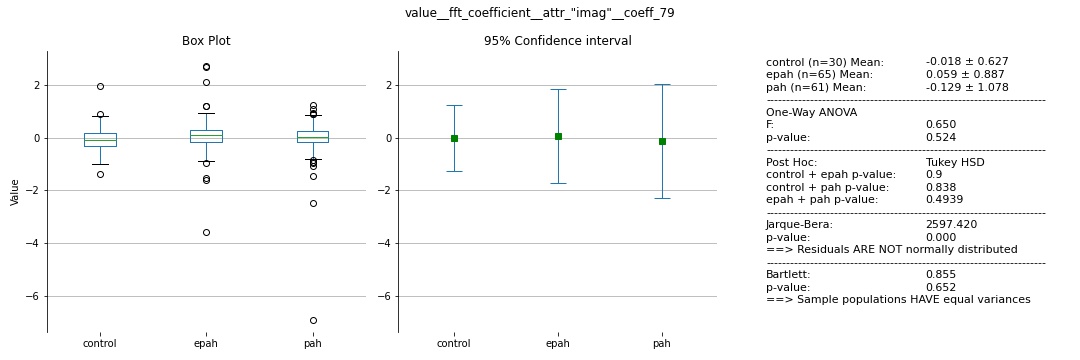 value__fft_coefficient__attr_"imag"__coeff_79
Box Plot
95% Confidence interval
Value
2
0
−2
−4
−6
control
epah
pah
2
0
−2
−4
−6
control
epah
pah
control (n=30) Mean: -0.018 ± 0.627
epah (n=65) Mean: 0.059 ± 0.887
pah (n=61) Mean: -0.129 ± 1.078
One-Way ANOVA
F: 0.650
p-value: 0.524
Post Hoc: Tukey HSD
control + epah p-value: 0.9
control + pah p-value: 0.838
epah + pah p-value: 0.4939
Jarque-Bera: 2597.420
p-value: 0.000
==> Residuals ARE NOT normally distributed
Bartlett: 0.855
p-value: 0.652
==> Sample populations HAVE equal variances